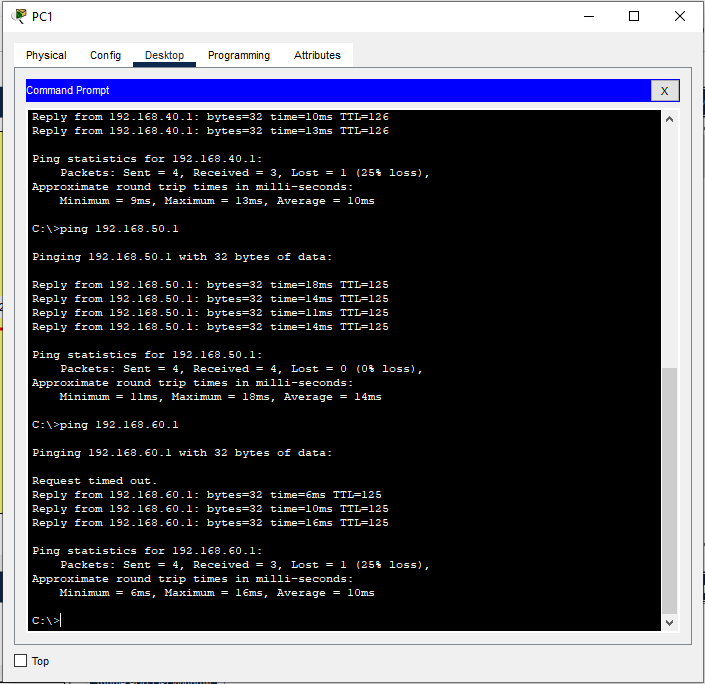 PC1
Physical Config Desktop Programming Attributes
Command Prompt
X
Reply from 192.168.40.1: bytes=32 time=10ms TTL=126
Reply from 192.168.40.1: bytes=32 time=13ms TTL=126
Ping statistics for 192.168.40.1:
Packets: Sent = 4, Received = 3, Lost = 1 (25% loss),
Approximate round trip times in milli-seconds:
Minimum = 9ms, Maximum = 13ms, Average = 10ms
C:\>ping 192.168.50.1
Pinging 192.168.50.1 with 32 bytes of data:
Reply from 192.168.50.1: bytes=32 time=18ms TTL=125
Reply from 192.168.50.1: bytes=32 time=14ms TTL=125
Reply from 192.168.50.1: bytes=32 time=11ms TTL=125
Reply from 192.168.50.1: bytes=32 time=14ms TTL=125
Ping statistics for 192.168.50.1:
Packets: Sent = 4, Received = 4, Lost = 0 (0% loss),
Approximate round trip times in milli-seconds:
Minimum = 11ms, Maximum = 18ms, Average = 14ms
C:\>ping 192.168.60.1
Pinging 192.168.60.1 with 32 bytes of data:
Request timed out.
Reply from 192.168.60.1: bytes=32 time=6ms TTL=125
Reply from 192.168.60.1: bytes=32 time=10ms TTL=125
Reply from 192.168.60.1: bytes=32 time=16ms TTL=125
Ping statistics for 192.168.60.1:
Packets: Sent = 4, Received = 3, Lost = 1 (25% loss),
Approximate round trip times in milli-seconds:
Minimum = 6ms, Maximum = 16ms, Average = 10ms
C:\>
Top